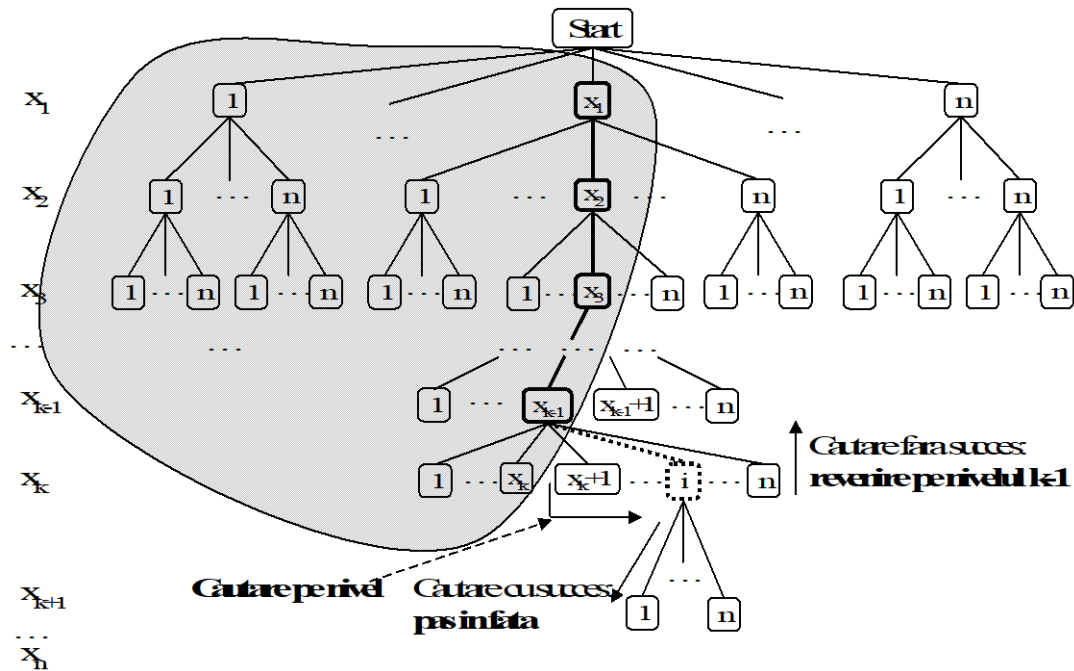 Start
x1 1 x1 n
... ...
x2 1 ... n 1 ... x2 ... n 1 ... n
x3 1 ... n 1 ... n 1 ... n 1 ... x3 ... n 1 ... n 1 ... n 1 ... n
... ... ... ... ...
xk-1 1 ... xk-1 xk-1+1 ... n
Cautare fara succes:
xk 1 ... xk xk+1 ... i ... n revenire pe nivelul k-1
...
Cautare pe nivel Cautare cu succes:
xk+1 pas in fata 1 n
...
xn